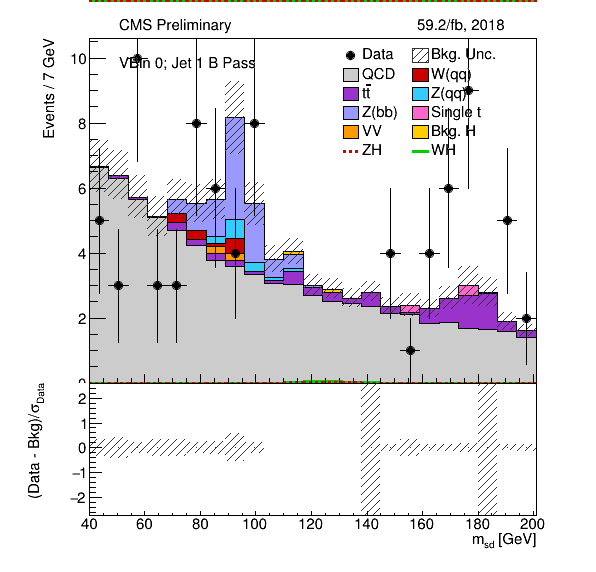 CMS Preliminary 59.2/fb, 2018
VBin 0; Jet 1 B Pass
Events / 7 GeV
10
8
6
4
2
0
Data Bkg. Unc.
QCD W(qq)
tt̄ Z(qq)
Z(bb) Single t
VV Bkg. H
ZH WH
(Data - Bkg)/σData
2
1
0
−1
−2
40 60 80 100 120 140 160 180 200
msd [GeV]